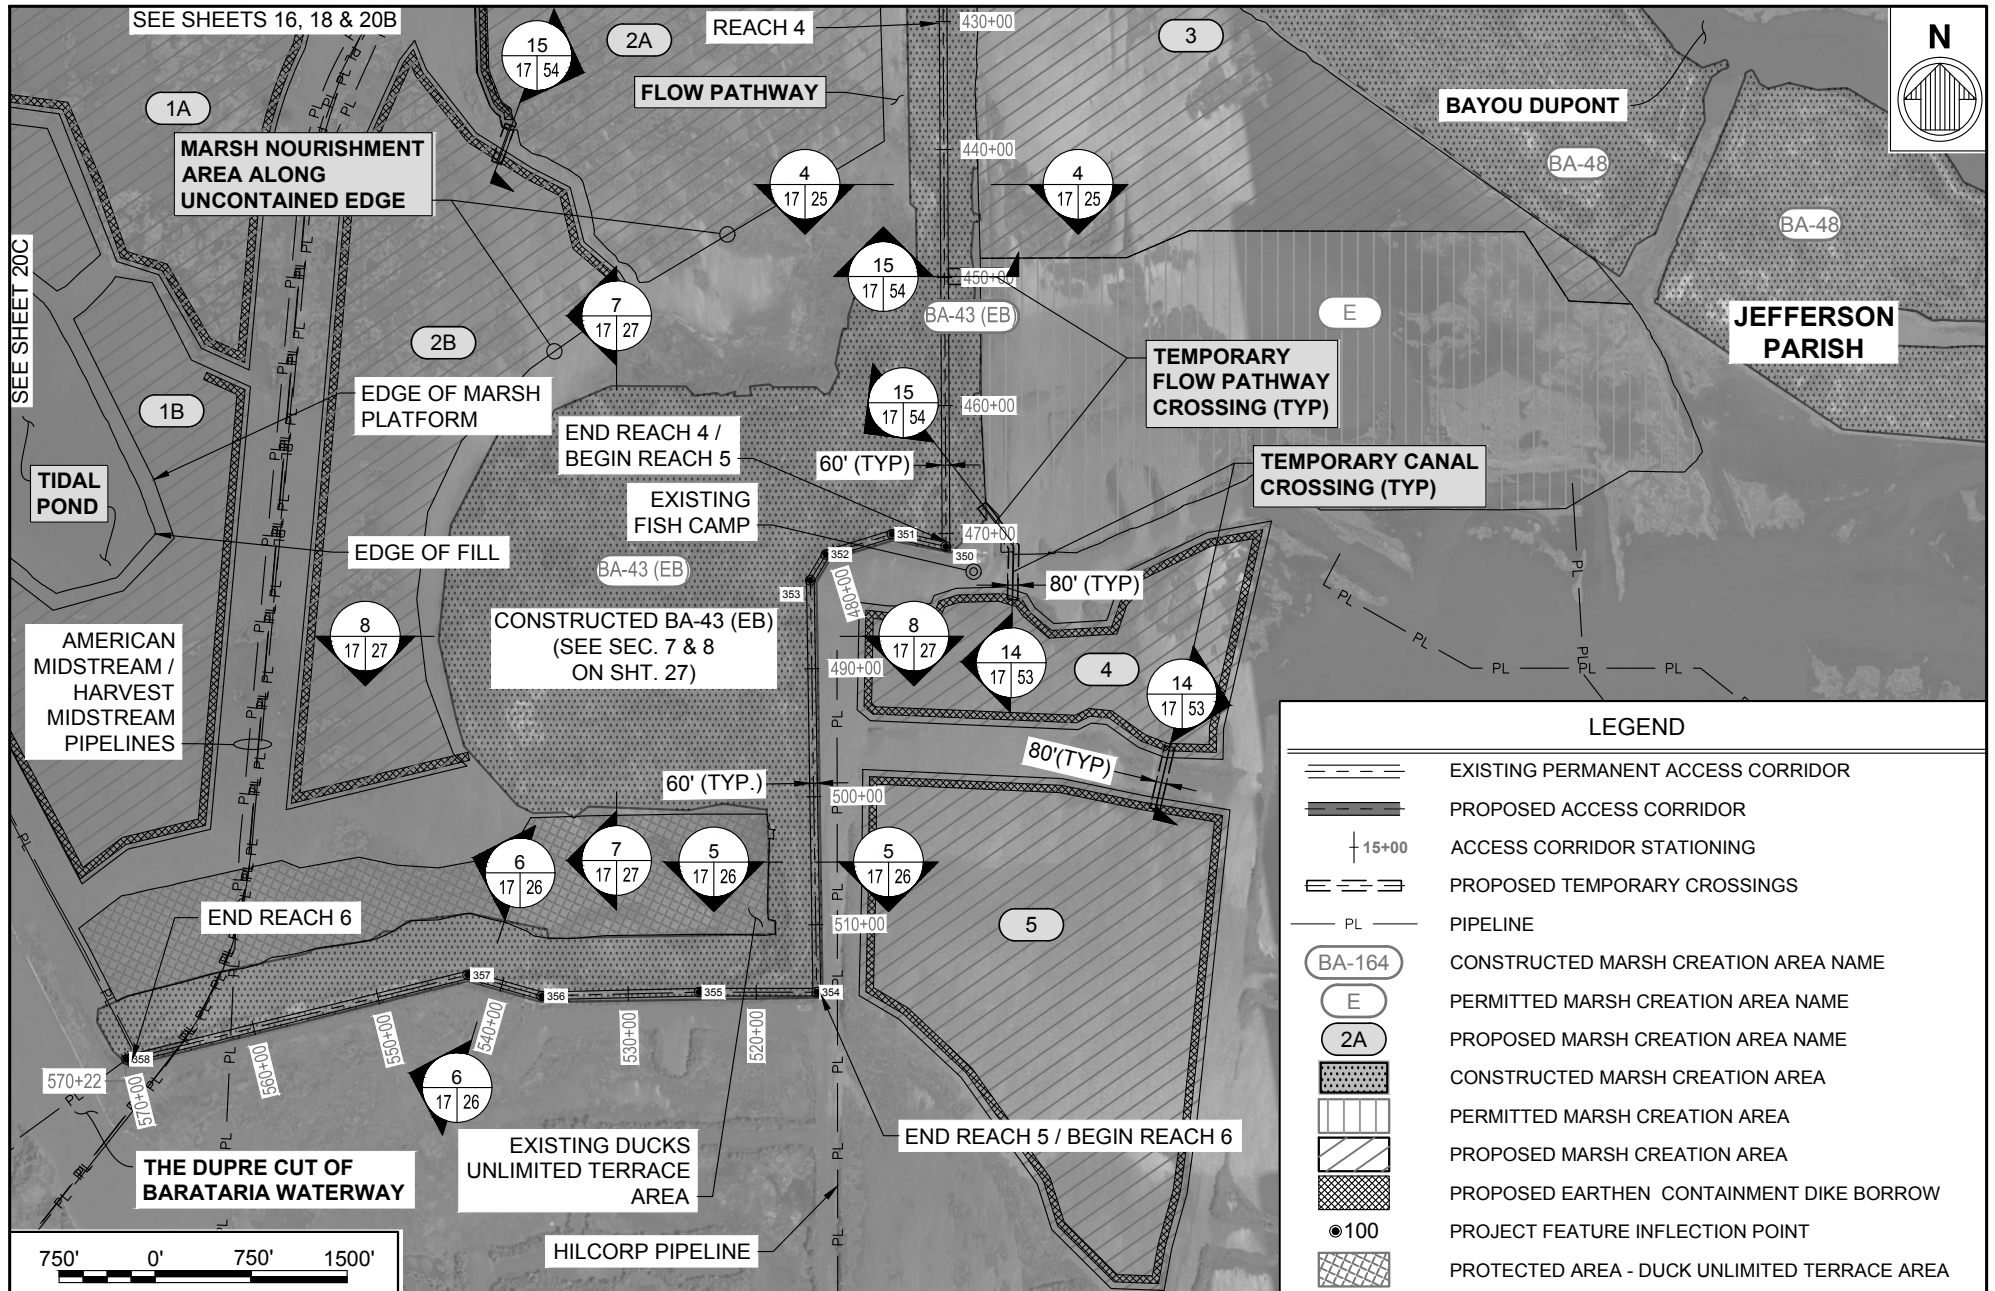 SEE SHEETS 16, 18 & 20B
15
17 54
2A
REACH 4
430+00
3
N
FLOW PATHWAY
BAYOU DUPONT
1A
MARSH NOURISHMENT
AREA ALONG
UNCONTAINED EDGE
440+00
BA-48
4
17 25
4
17 25
BA-48
SEE SHEET 20C
15
17 54
450+00
BA-43 (EB)
E
JEFFERSON
PARISH
7
17 27
2B
TEMPORARY
FLOW PATHWAY
CROSSING (TYP)
EDGE OF MARSH
PLATFORM
1B
15
17 54
460+00
END REACH 4 /
BEGIN REACH 5
60' (TYP)
TEMPORARY CANAL
CROSSING (TYP)
TIDAL
POND
EXISTING
FISH CAMP
470+00
351
350
352
353
EDGE OF FILL
BA-43 (EB)
480+00
80' (TYP)
CONSTRUCTED BA-43 (EB)
(SEE SEC. 7 & 8
ON SHT. 27)
8
17 27
8
17 27
14
17 53
4
14
17 53
490+00
AMERICAN
MIDSTREAM /
HARVEST
MIDSTREAM
PIPELINES
80'(TYP)
60' (TYP.)
500+00
6
17 26
7
17 27
5
17 26
5
17 26
5
510+00
END REACH 6
357
356
355
354
358
570+22
570+00
560+00
550+00
540+00
530+00
520+00
6
17 26
END REACH 5 / BEGIN REACH 6
EXISTING DUCKS
UNLIMITED TERRACE
AREA
THE DUPRE CUT OF
BARATARIA WATERWAY
HILCORP PIPELINE
750' 0' 750' 1500'
PL
PL
PL
PL
PL
PL
PL
PL
LEGEND
EXISTING PERMANENT ACCESS CORRIDOR
PROPOSED ACCESS CORRIDOR
15+00 ACCESS CORRIDOR STATIONING
PROPOSED TEMPORARY CROSSINGS
PL PIPELINE
BA-164 CONSTRUCTED MARSH CREATION AREA NAME
E PERMITTED MARSH CREATION AREA NAME
2A PROPOSED MARSH CREATION AREA NAME
CONSTRUCTED MARSH CREATION AREA
PERMITTED MARSH CREATION AREA
PROPOSED MARSH CREATION AREA
PROPOSED EARTHEN CONTAINMENT DIKE BORROW
100 PROJECT FEATURE INFLECTION POINT
PROTECTED AREA - DUCK UNLIMITED TERRACE AREA